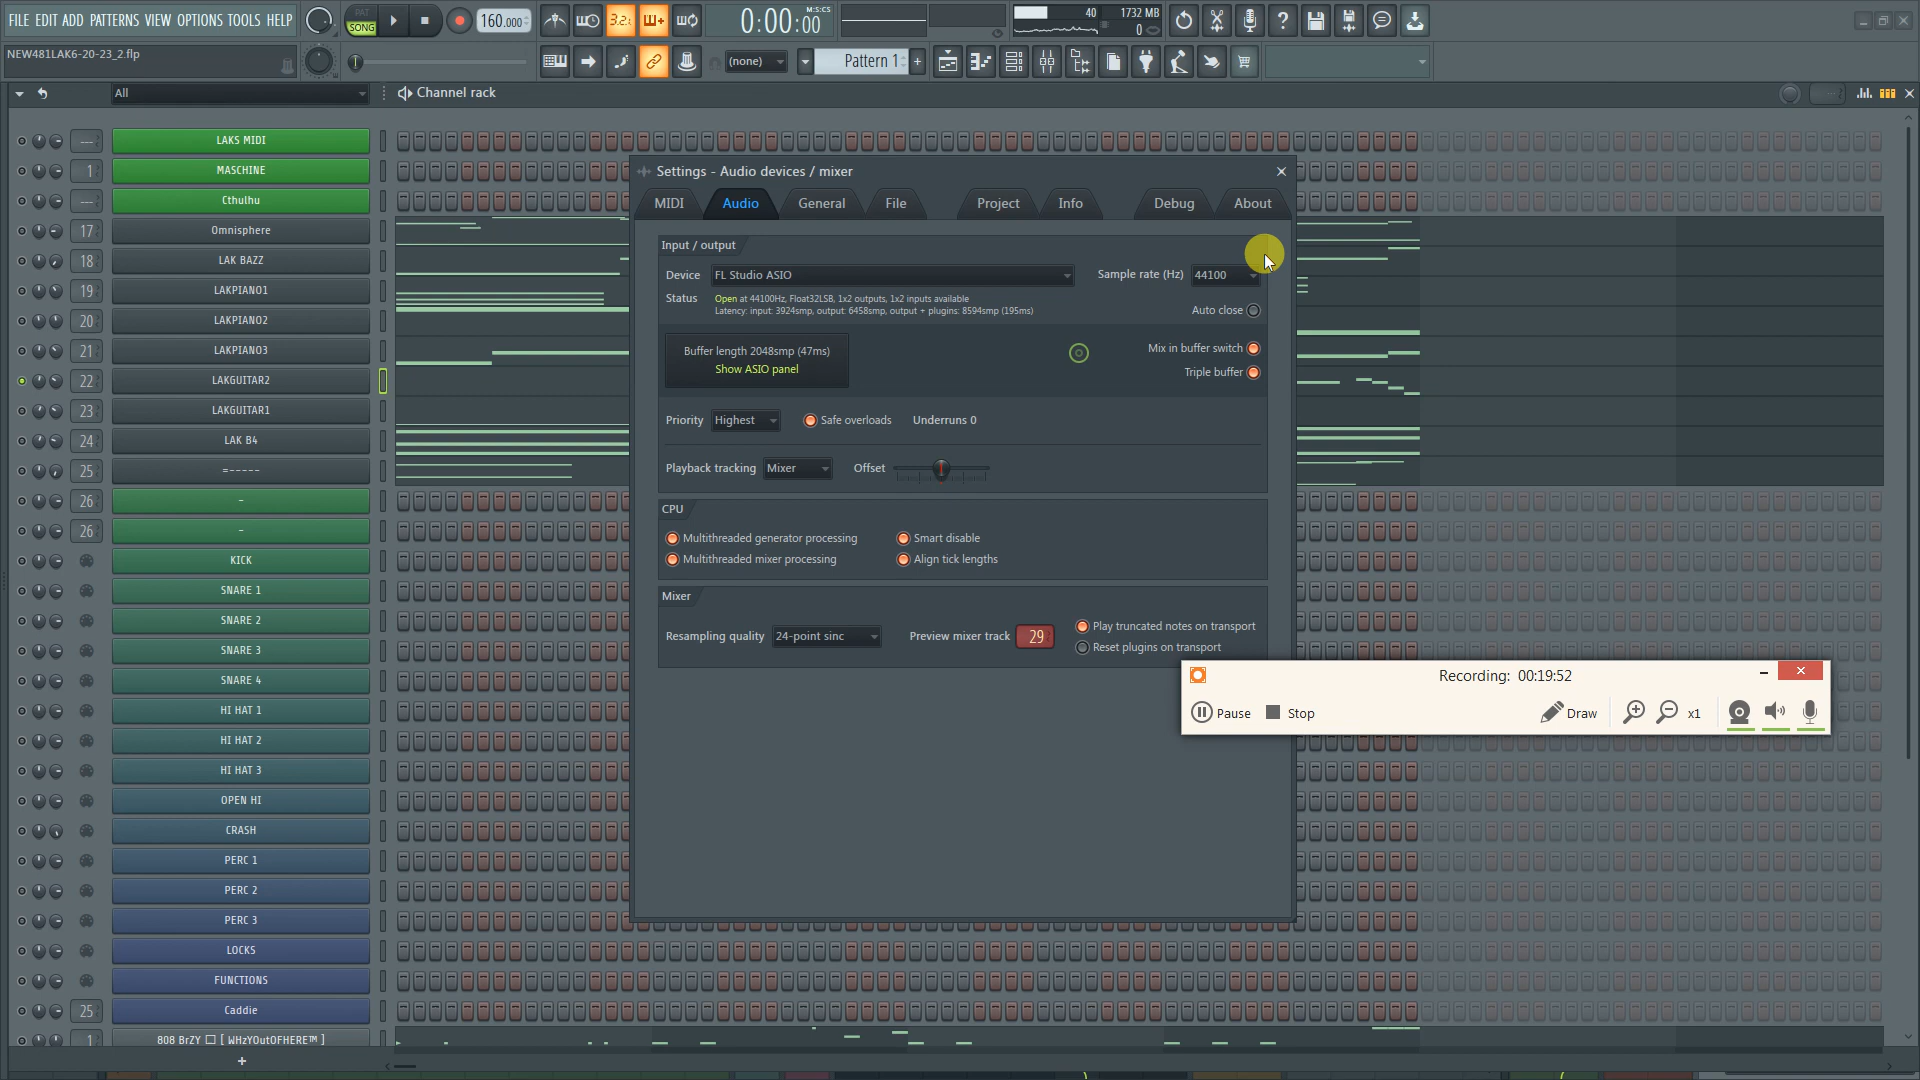 FILE EDIT ADD PATTERNS VIEW OPTIONS TOOLS HELP
PAT
SONG
160.000
3.2.
0:00:00
M:S:CS
40
1732 MB
0
NEW481LAK6-20-23_2.flp
(none)
Pattern 1
+
All
Channel rack
LAKS MIDI
1 MASCHINE
Cthulhu
17 Omnisphere
18 LAK BAZZ
19 LAKPIANO1
20 LAKPIANO2
21 LAKPIANO3
22 LAKGUITAR2
23 LAKGUITAR1
24 LAK B4
25 =-----
26 -
26 -
KICK
SNARE 1
SNARE 2
SNARE 3
SNARE 4
HI HAT 1
HI HAT 2
HI HAT 3
OPEN HI
CRASH
PERC 1
PERC 2
PERC 3
LOCKS
FUNCTIONS
25 Caddie
1 808 BrZY ☐ [ WHzYOutOFHERE™ ]
+
Settings - Audio devices / mixer
MIDI Audio General File Project Info Debug About
Input / output
Device FL Studio ASIO Sample rate (Hz) 44100
Status Open at 44100Hz, Float32LSB, 1x2 outputs, 1x2 inputs available
Latency: input: 3924smp, output: 6458smp, output + plugins: 8594smp (195ms)
Auto close
Buffer length 2048smp (47ms)
Show ASIO panel
Mix in buffer switch
Triple buffer
Priority Highest Safe overloads Underruns 0
Playback tracking Mixer Offset
CPU
Multithreaded generator processing Smart disable
Multithreaded mixer processing Align tick lengths
Mixer
Resampling quality 24-point sinc Preview mixer track 29
Play truncated notes on transport
Reset plugins on transport
Recording: 00:19:52
Pause Stop Draw x1